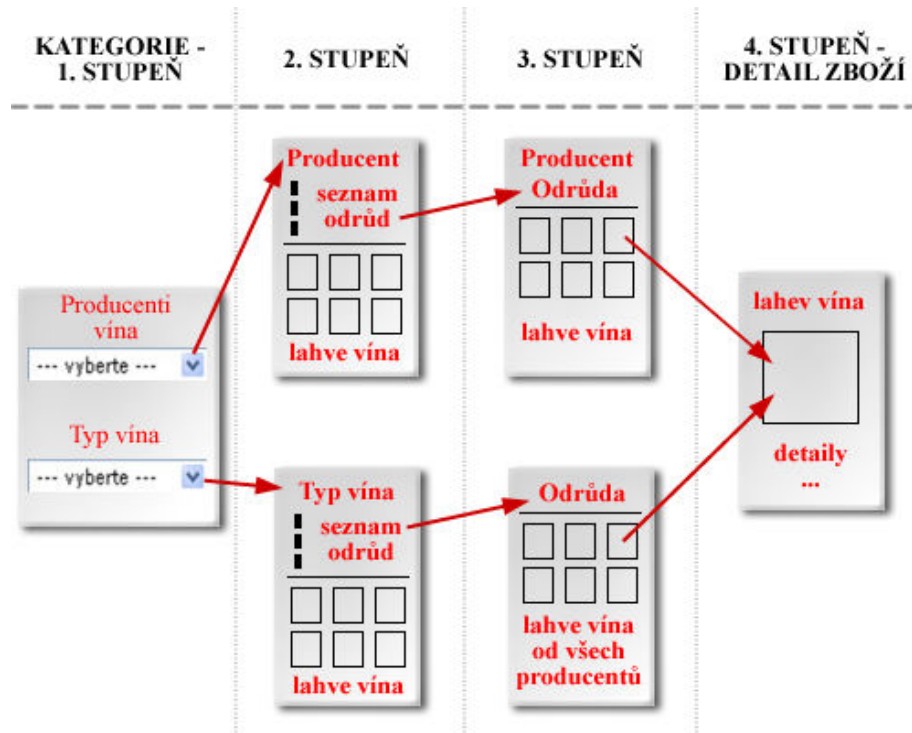 KATEGORIE -
1. STUPEŇ
2. STUPEŇ
3. STUPEŇ
4. STUPEŇ -
DETAIL ZBOŽÍ
Producenti
vína
--- vyberte ---
Typ vína
--- vyberte ---
Producent
seznam
odrůd
lahve vína
Typ vína
seznam
odrůd
lahve vína
Producent
Odrůda
lahve vína
Odrůda
lahve vína
od všech
producentů
lahev vína
detaily
...